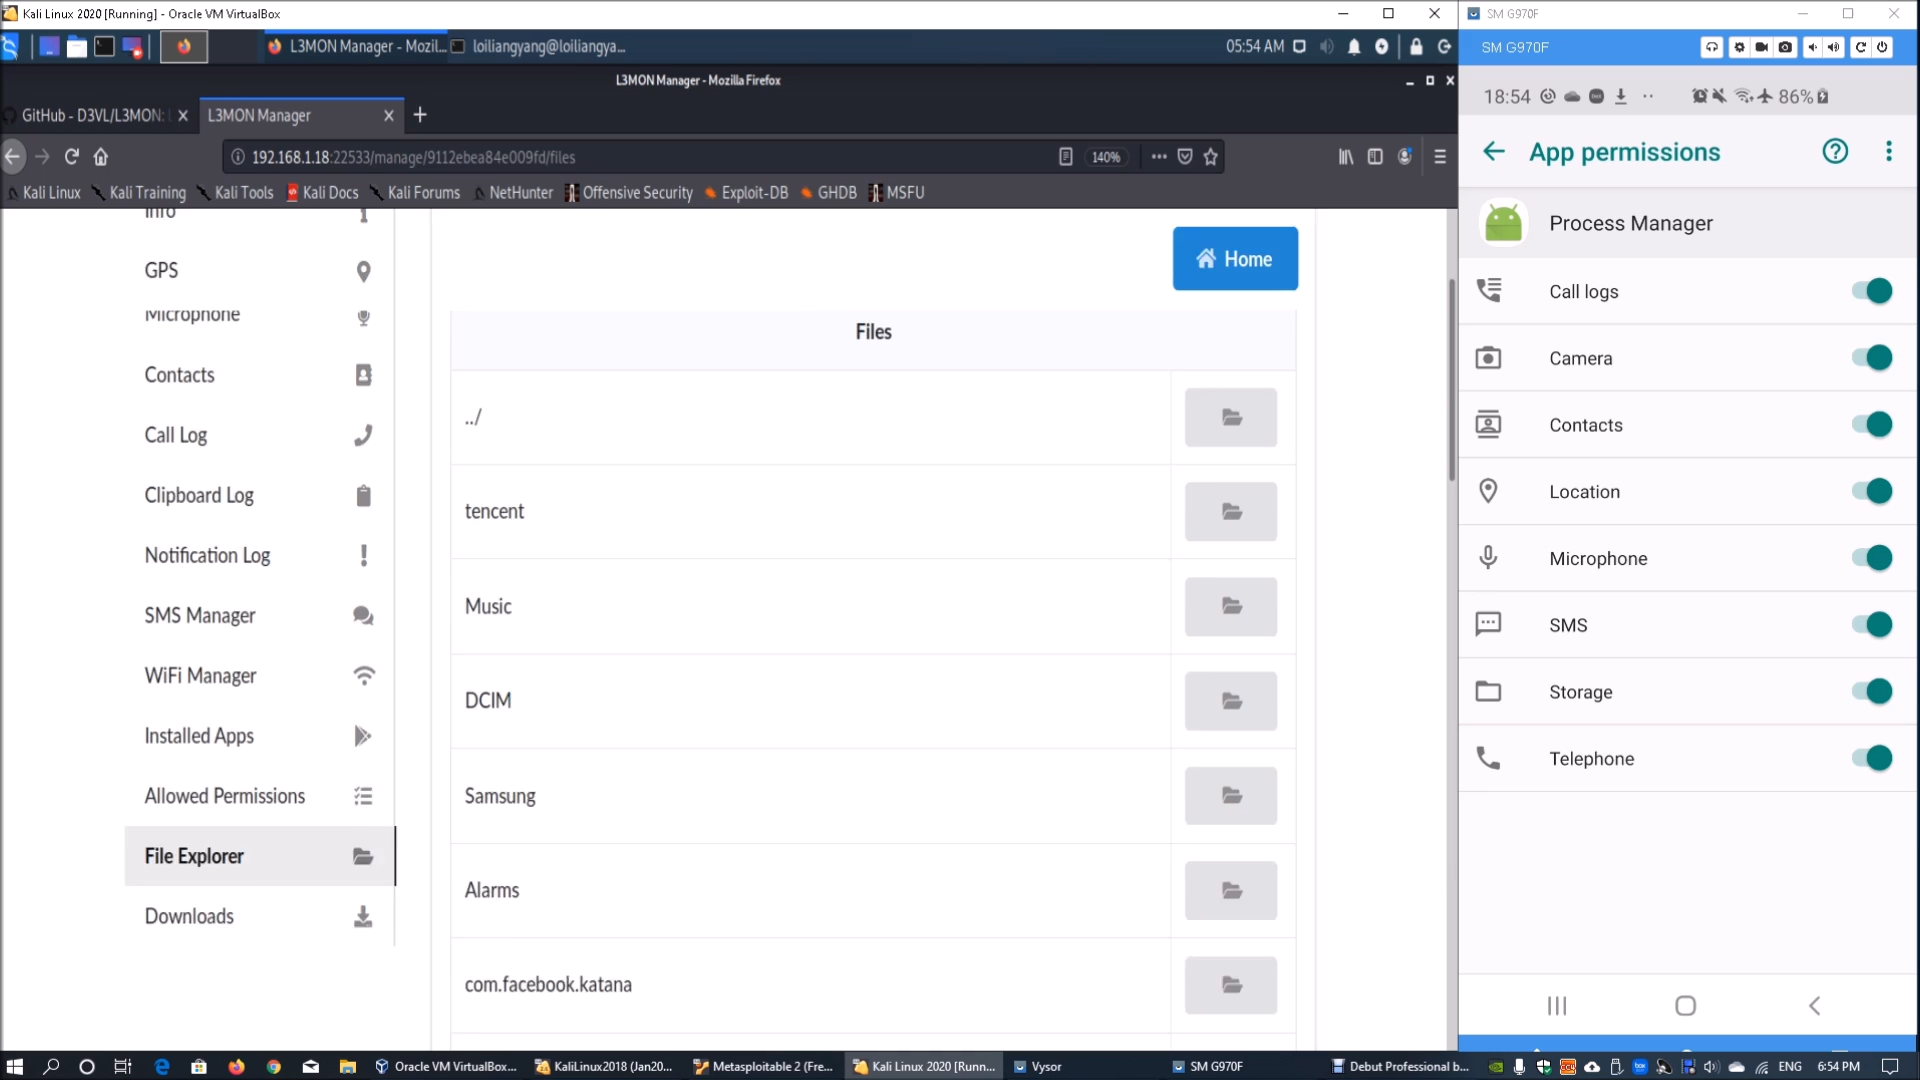 Kali Linux 2020 [Running] - Oracle VM VirtualBox
L3MON Manager - Mozil...
loiliangyang@loiliangya...
05:54 AM
L3MON Manager - Mozilla Firefox
GitHub - D3VL/L3MON:
L3MON Manager
192.168.1.18:22533/manage/9112ebea84e009fd/files
140%
Kali Linux
Kali Training
Kali Tools
Kali Docs
Kali Forums
NetHunter
Offensive Security
Exploit-DB
GHDB
MSFU
Info
GPS
Microphone
Contacts
Call Log
Clipboard Log
Notification Log
SMS Manager
WiFi Manager
Installed Apps
Allowed Permissions
File Explorer
Downloads
Home
Files
../
tencent
Music
DCIM
Samsung
Alarms
com.facebook.katana
SM G970F
SM G970F
18:54
86%
App permissions
Process Manager
Call logs
Camera
Contacts
Location
Microphone
SMS
Storage
Telephone
Oracle VM VirtualBox...
KaliLinux2018 (Jan20...
Metasploitable 2 (Fre...
Kali Linux 2020 [Runn...
Vysor
SM G970F
Debut Professional b...
ENG
6:54 PM